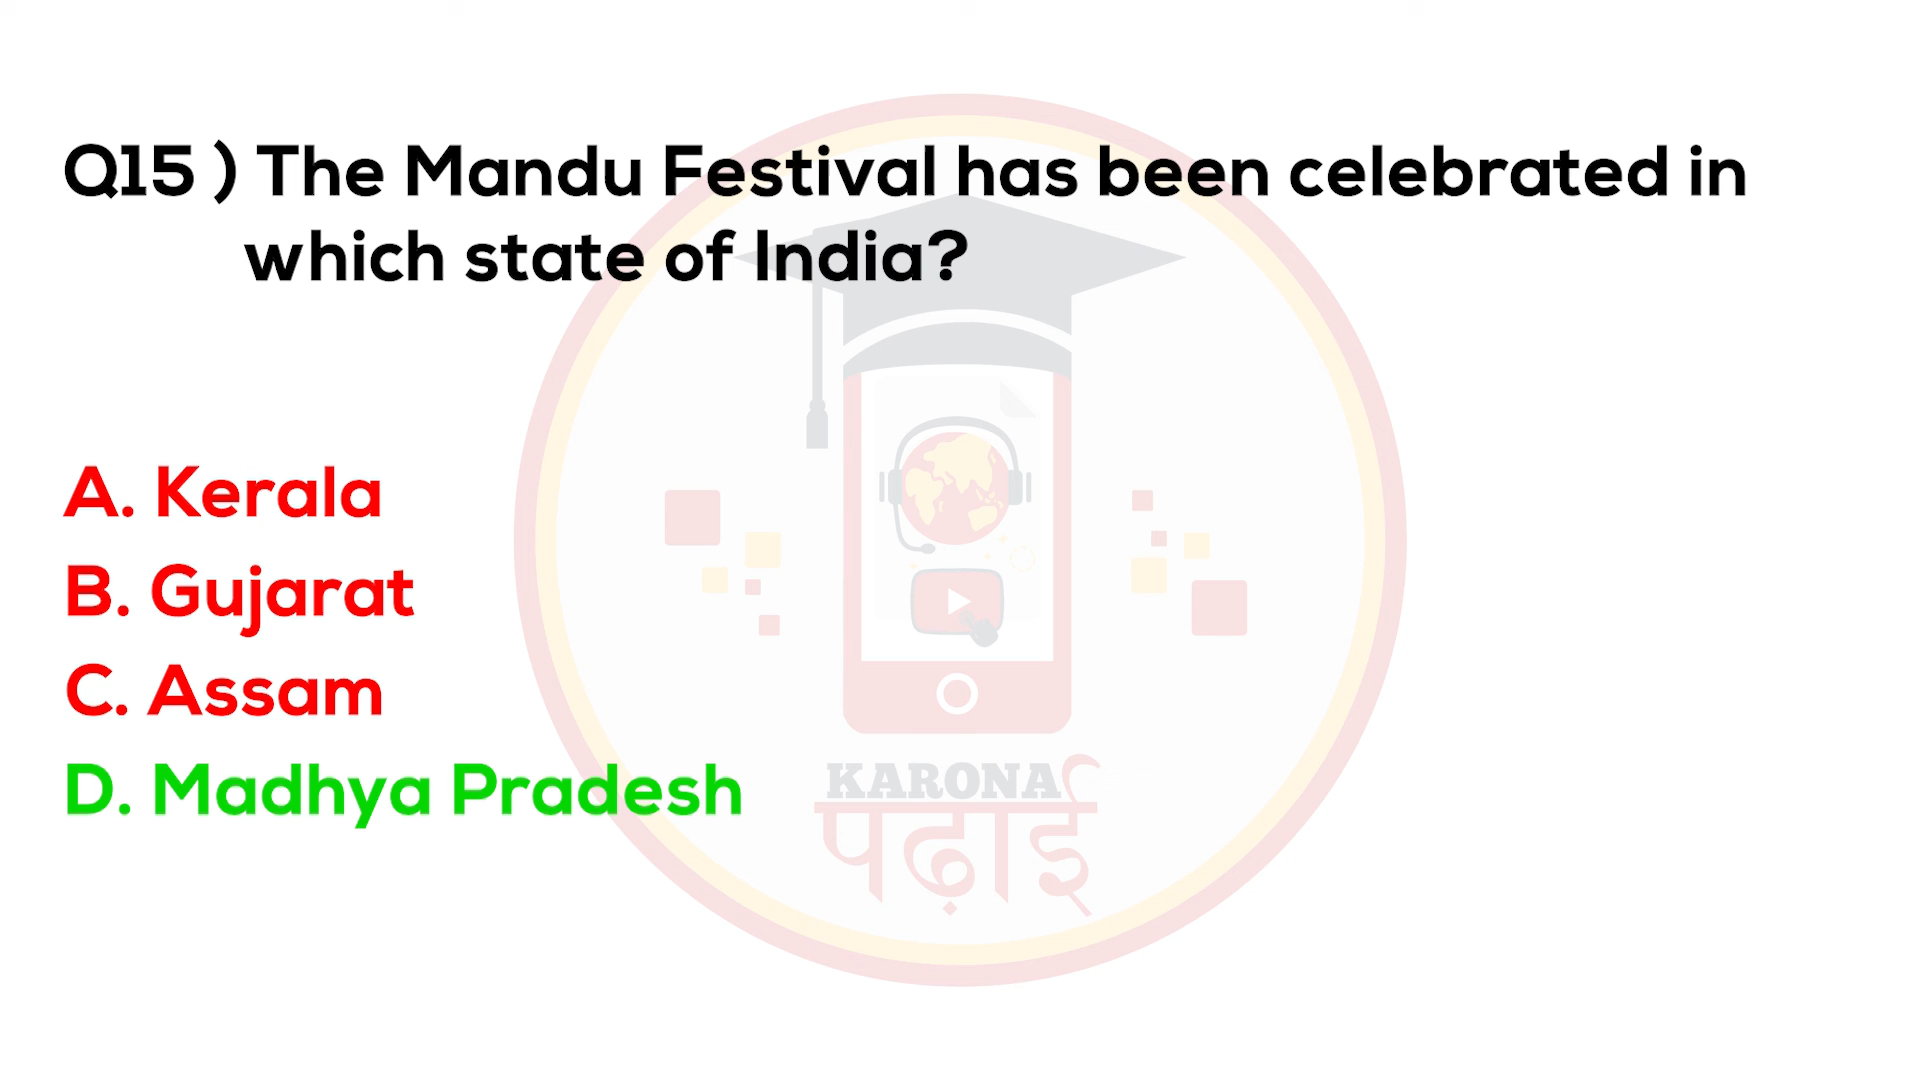 Q15 ) The Mandu Festival has been celebrated in
which state of India?
A. Kerala
B. Gujarat
C. Assam
D. Madhya Pradesh
KARONA
पढ़ाई